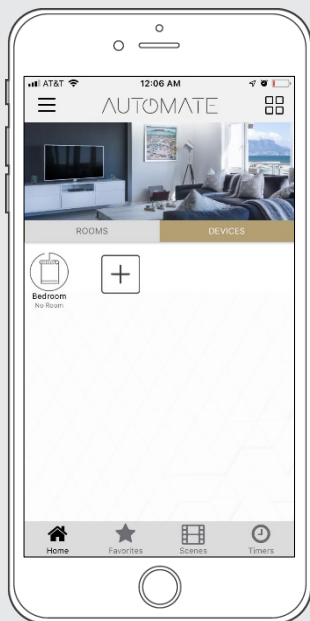 AT&T 12:06 AM
AUTOMATE
ROOMS DEVICES
Bedroom
No Room
Home Favorites Scenes Timers